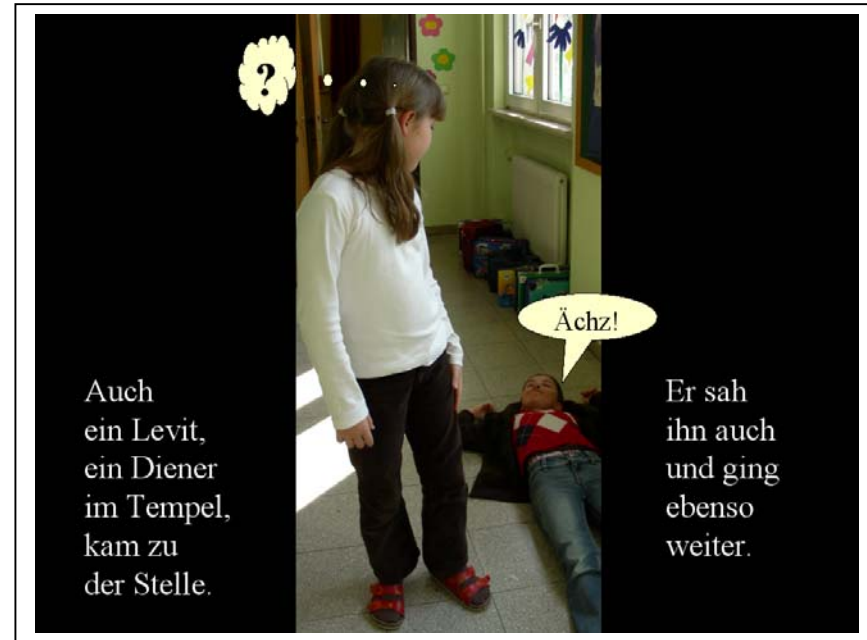 ?
Ächz!
Auch
ein Levit,
ein Diener
im Tempel,
kam zu
der Stelle.
Er sah
ihn auch
und ging
ebenso
weiter.